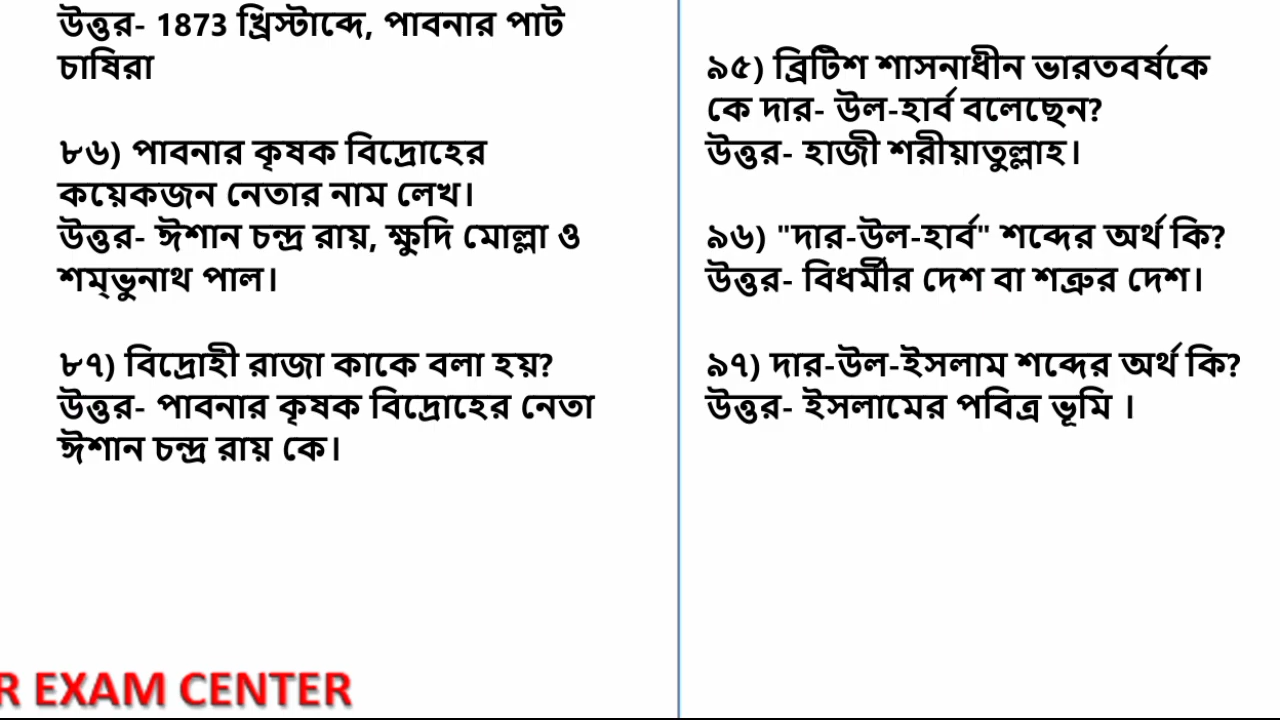 উত্তর- 1873 খ্রিস্টাব্দে, পাবনার পাট
চাষিরা
৮৬) পাবনার কৃষক বিদ্রোহের
কয়েকজন নেতার নাম লেখ।
উত্তর- ঈশান চন্দ্র রায়, ক্ষুদি মোল্লা ও
শম্ভুনাথ পাল।
৮৭) বিদ্রোহী রাজা কাকে বলা হয়?
উত্তর- পাবনার কৃষক বিদ্রোহের নেতা
ঈশান চন্দ্র রায় কে।
৯৫) ব্রিটিশ শাসনাধীন ভারতবর্ষকে
কে দার- উল-হার্ব বলেছেন?
উত্তর- হাজী শরীয়াতুল্লাহ।
৯৬) "দার-উল-হার্ব" শব্দের অর্থ কি?
উত্তর- বিধর্মীর দেশ বা শত্রুর দেশ।
৯৭) দার-উল-ইসলাম শব্দের অর্থ কি?
উত্তর- ইসলামের পবিত্র ভূমি ।
R EXAM CENTER